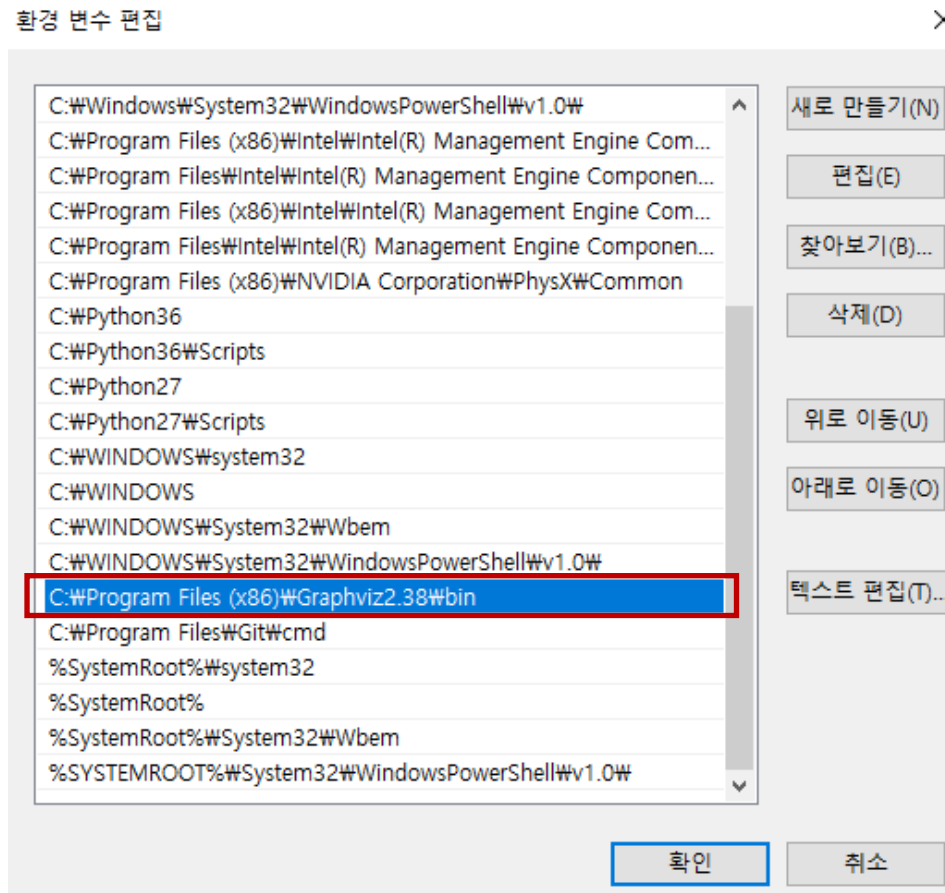 환경 변수 편집
C:₩Windows₩System32₩WindowsPowerShell₩v1.0₩
C:₩Program Files (x86)₩Intel₩Intel(R) Management Engine Com...
C:₩Program Files₩Intel₩Intel(R) Management Engine Componen...
C:₩Program Files (x86)₩Intel₩Intel(R) Management Engine Com...
C:₩Program Files₩Intel₩Intel(R) Management Engine Componen...
C:₩Program Files (x86)₩NVIDIA Corporation₩PhysX₩Common
C:₩Python36
C:₩Python36₩Scripts
C:₩Python27
C:₩Python27₩Scripts
C:₩WINDOWS₩system32
C:₩WINDOWS
C:₩WINDOWS₩System32₩Wbem
C:₩WINDOWS₩System32₩WindowsPowerShell₩v1.0₩
C:₩Program Files (x86)₩Graphviz2.38₩bin
C:₩Program Files₩Git₩cmd
%SystemRoot%₩system32
%SystemRoot%
%SystemRoot%₩System32₩Wbem
%SYSTEMROOT%₩System32₩WindowsPowerShell₩v1.0₩
새로 만들기(N)
편집(E)
찾아보기(B)...
삭제(D)
위로 이동(U)
아래로 이동(O)
텍스트 편집(T)...
확인
취소